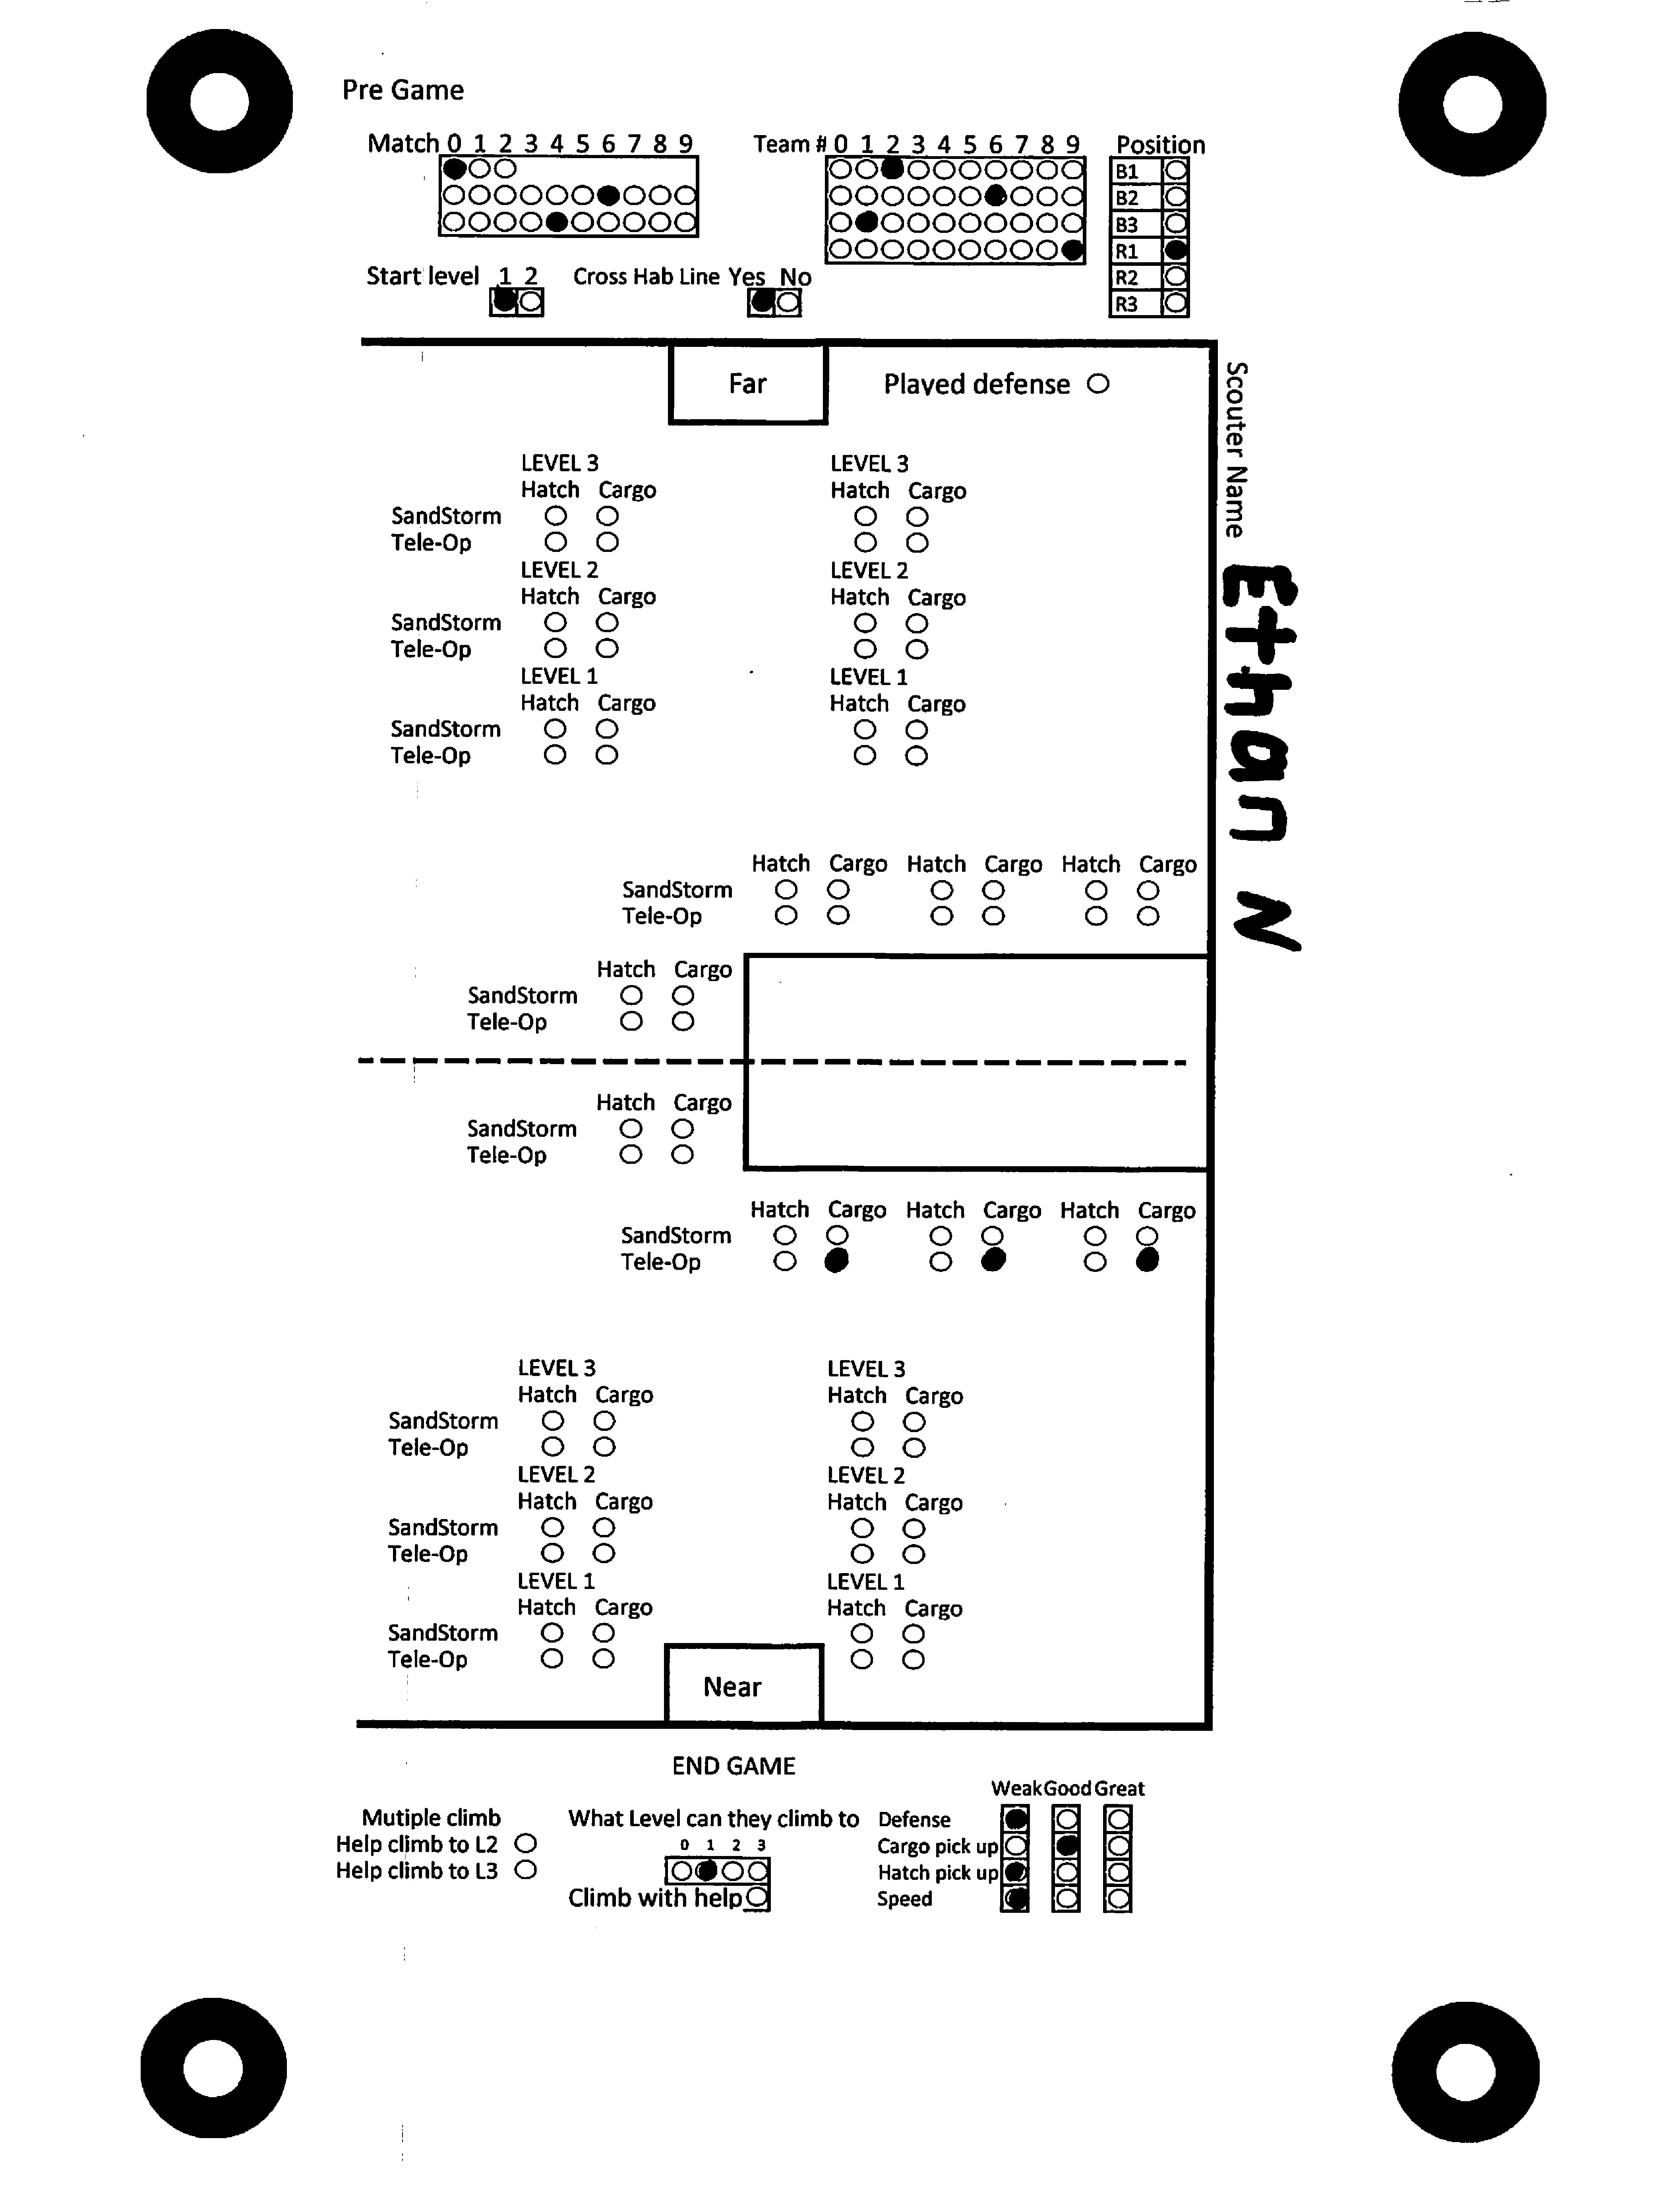 Pre Game
Match 0 1 2 3 4 5 6 7 8 9
Team # 0 1 2 3 4 5 6 7 8 9
Position
B1
B2
B3
R1
R2
R3
Start level 1 2
Cross Hab Line Yes No
Far
Played defense
Scouter Name
Ethan N
LEVEL 3 LEVEL 3
Hatch Cargo Hatch Cargo
SandStorm
Tele-Op
LEVEL 2 LEVEL 2
Hatch Cargo Hatch Cargo
SandStorm
Tele-Op
LEVEL 1 LEVEL 1
Hatch Cargo Hatch Cargo
SandStorm
Tele-Op
Hatch Cargo Hatch Cargo Hatch Cargo
SandStorm
Tele-Op
Hatch Cargo
SandStorm
Tele-Op
Hatch Cargo
SandStorm
Tele-Op
Hatch Cargo Hatch Cargo Hatch Cargo
SandStorm
Tele-Op
LEVEL 3 LEVEL 3
Hatch Cargo Hatch Cargo
SandStorm
Tele-Op
LEVEL 2 LEVEL 2
Hatch Cargo Hatch Cargo
SandStorm
Tele-Op
LEVEL 1 LEVEL 1
Hatch Cargo Hatch Cargo
SandStorm
Tele-Op
Near
END GAME
Mutiple climb
Help climb to L2
Help climb to L3
What Level can they climb to
0 1 2 3
Climb with help
Weak Good Great
Defense
Cargo pick up
Hatch pick up
Speed